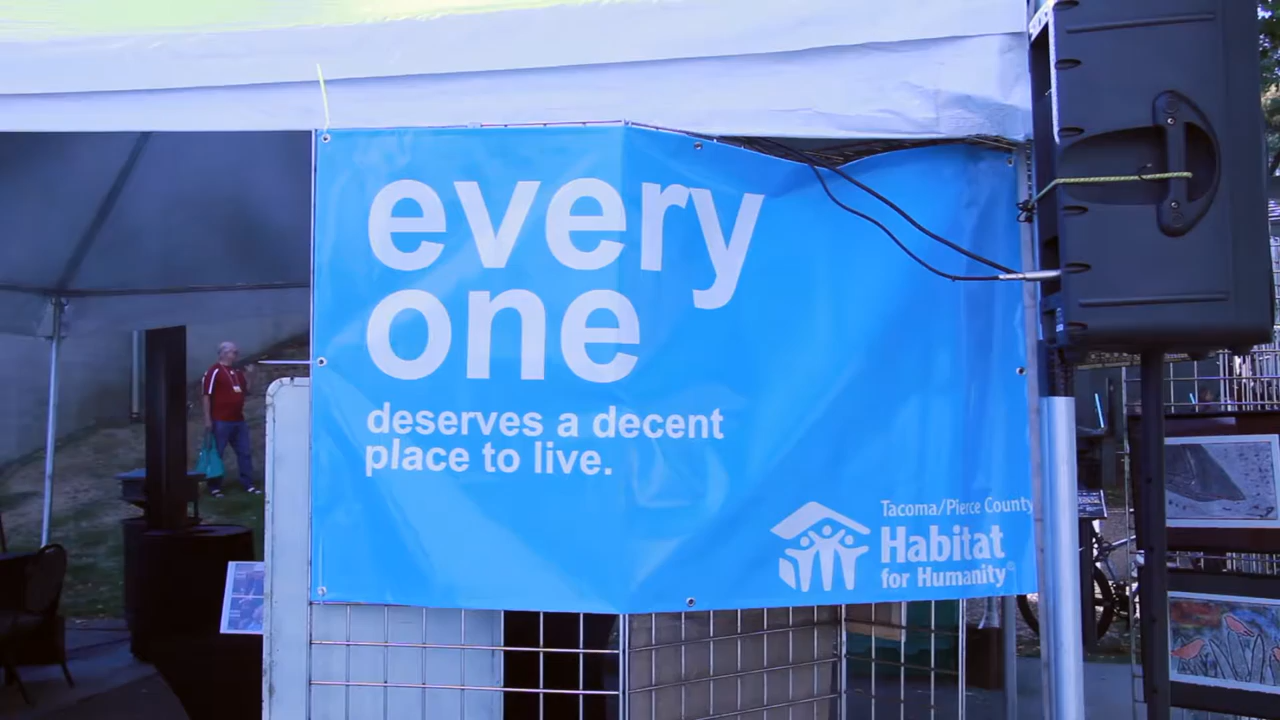 every
one
deserves a decent
place to live.
Tacoma/Pierce County
Habitat
for Humanity®